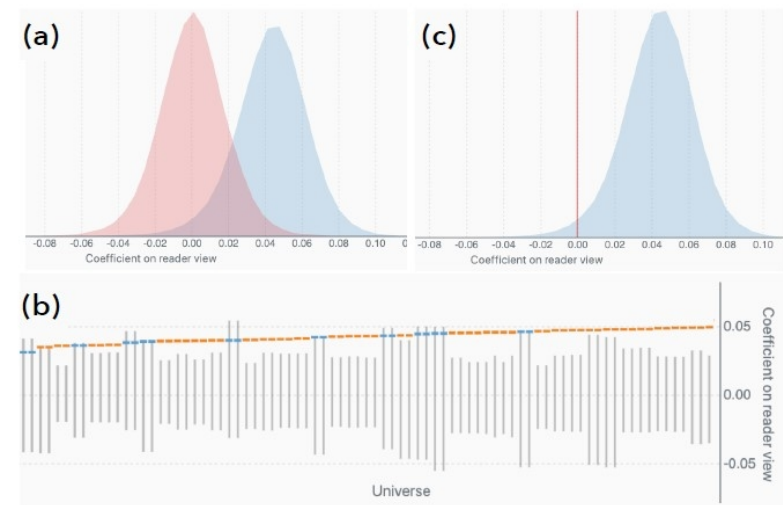 (a)
-0.08 -0.06 -0.04 -0.02 0.00 0.02 0.04 0.06 0.08 0.10 0
Coefficient on reader view
(c)
-0.08 -0.06 -0.04 -0.02 0.00 0.02 0.04 0.06 0.08 0.10
Coefficient on reader view
(b)
0.05
0.00
-0.05
Coefficient on reader view
Universe